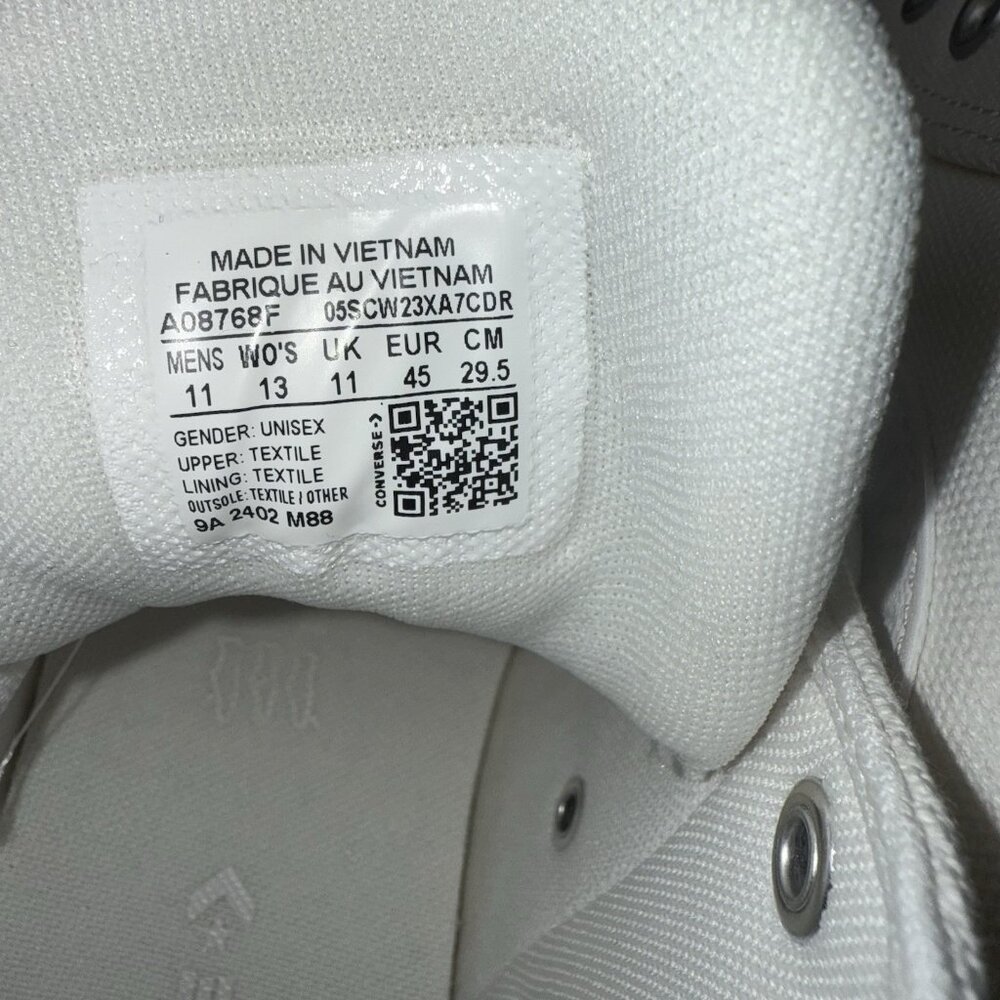 MADE IN VIETNAM
FABRIQUE AU VIETNAM
A08768F 05SCW23XA7CDR
MENS WO'S UK EUR CM
11 13 11 45 29.5
GENDER: UNISEX
UPPER: TEXTILE
LINING: TEXTILE
OUTSOLE: TEXTILE / OTHER
9A 2402 M88
CONVERSE